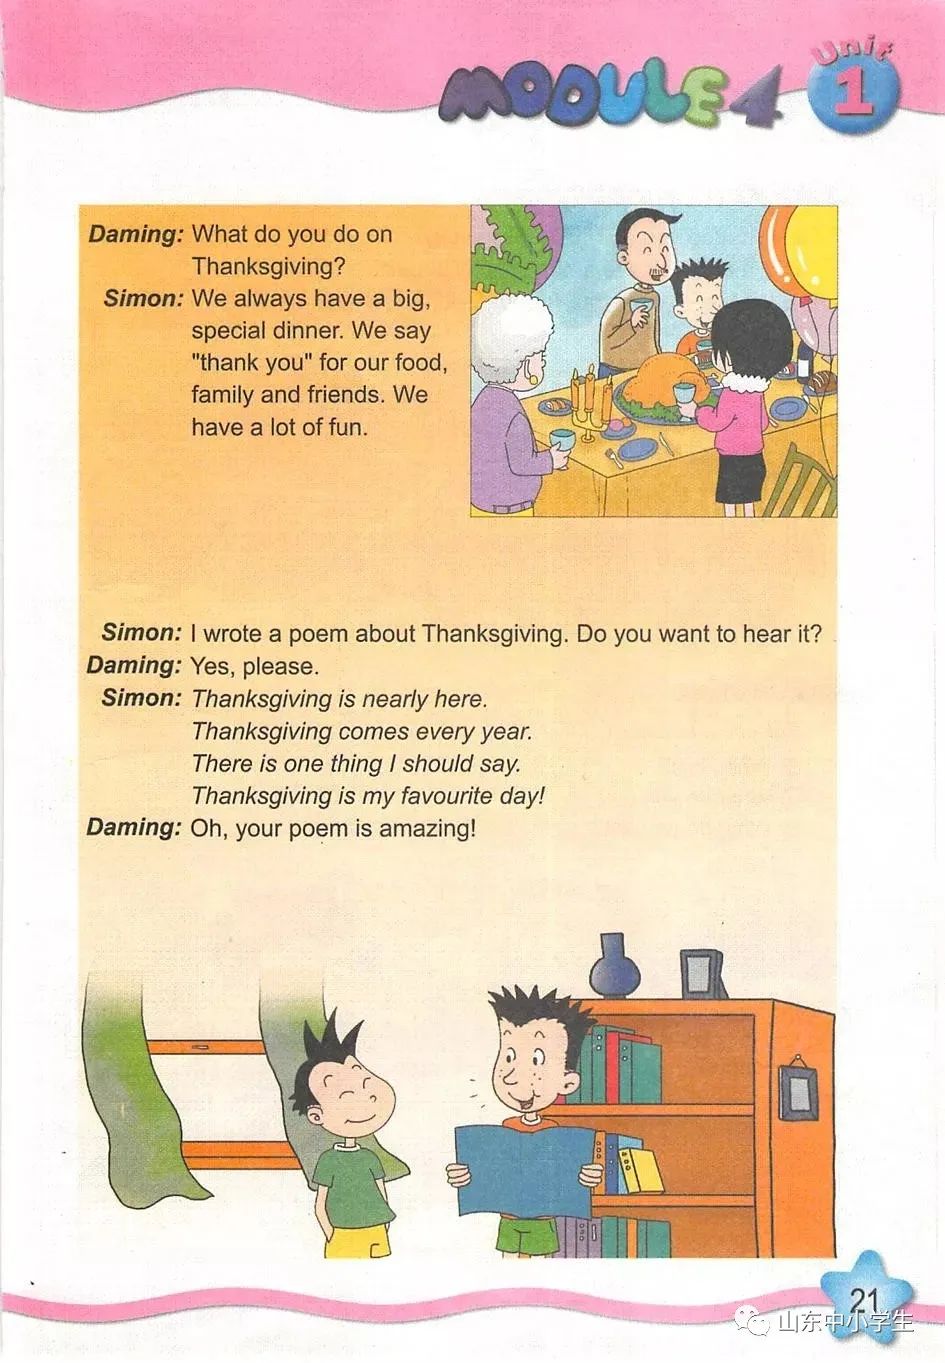 MODULE 4
Unit 1
Daming: What do you do on
Thanksgiving?
Simon: We always have a big,
special dinner. We say
"thank you" for our food,
family and friends. We
have a lot of fun.
Simon: I wrote a poem about Thanksgiving. Do you want to hear it?
Daming: Yes, please.
Simon: Thanksgiving is nearly here.
Thanksgiving comes every year.
There is one thing I should say.
Thanksgiving is my favourite day!
Daming: Oh, your poem is amazing!
21
山东中小学生